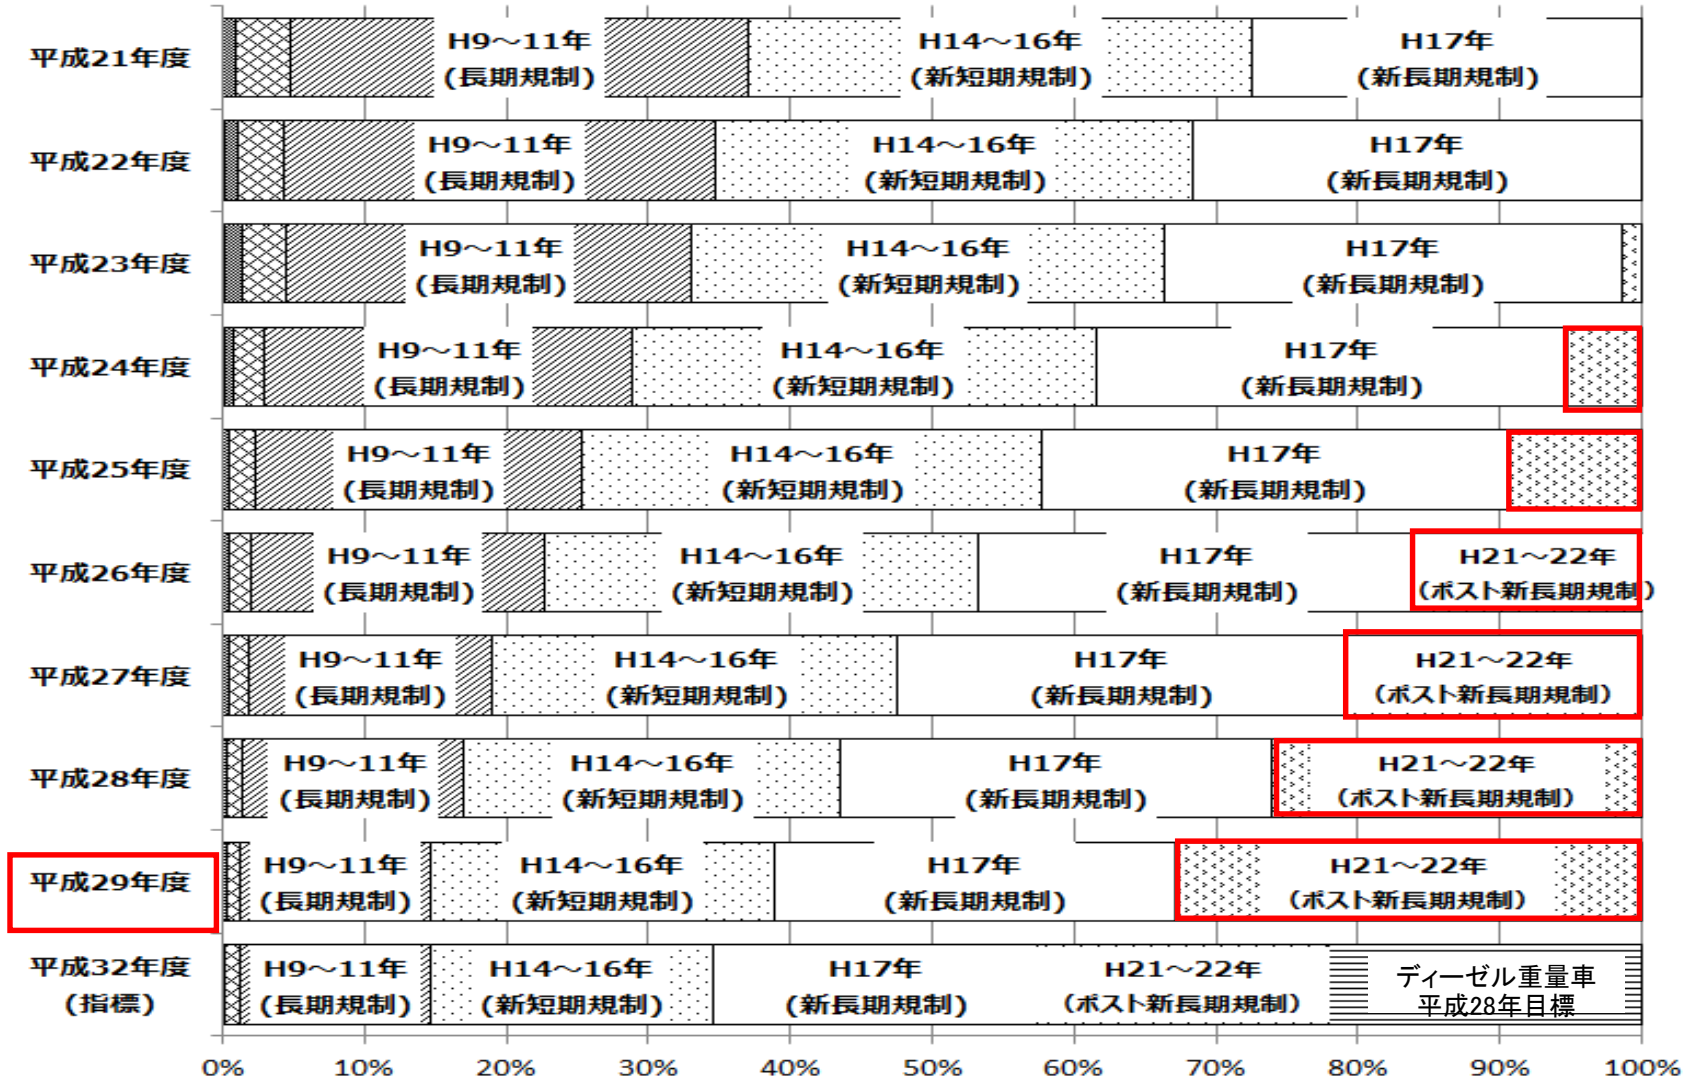 平成21年度
H9～11年
(長期規制)
H14～16年
(新短期規制)
H17年
(新長期規制)
平成22年度
H9～11年
(長期規制)
H14～16年
(新短期規制)
H17年
(新長期規制)
平成23年度
H9～11年
(長期規制)
H14～16年
(新短期規制)
H17年
(新長期規制)
平成24年度
H9～11年
(長期規制)
H14～16年
(新短期規制)
H17年
(新長期規制)
平成25年度
H9～11年
(長期規制)
H14～16年
(新短期規制)
H17年
(新長期規制)
平成26年度
H9～11年
(長期規制)
H14～16年
(新短期規制)
H17年
(新長期規制)
H21～22年
(ポスト新長期規制)
平成27年度
H9～11年
(長期規制)
H14～16年
(新短期規制)
H17年
(新長期規制)
H21～22年
(ポスト新長期規制)
平成28年度
H9～11年
(長期規制)
H14～16年
(新短期規制)
H17年
(新長期規制)
H21～22年
(ポスト新長期規制)
平成29年度
H9～11年
(長期規制)
H14～16年
(新短期規制)
H17年
(新長期規制)
H21～22年
(ポスト新長期規制)
平成32年度
(指標)
H9～11年
(長期規制)
H14～16年
(新短期規制)
H17年
(新長期規制)
H21～22年
(ポスト新長期規制)
ディーゼル重量車
平成28年目標
0% 10% 20% 30% 40% 50% 60% 70% 80% 90% 100%